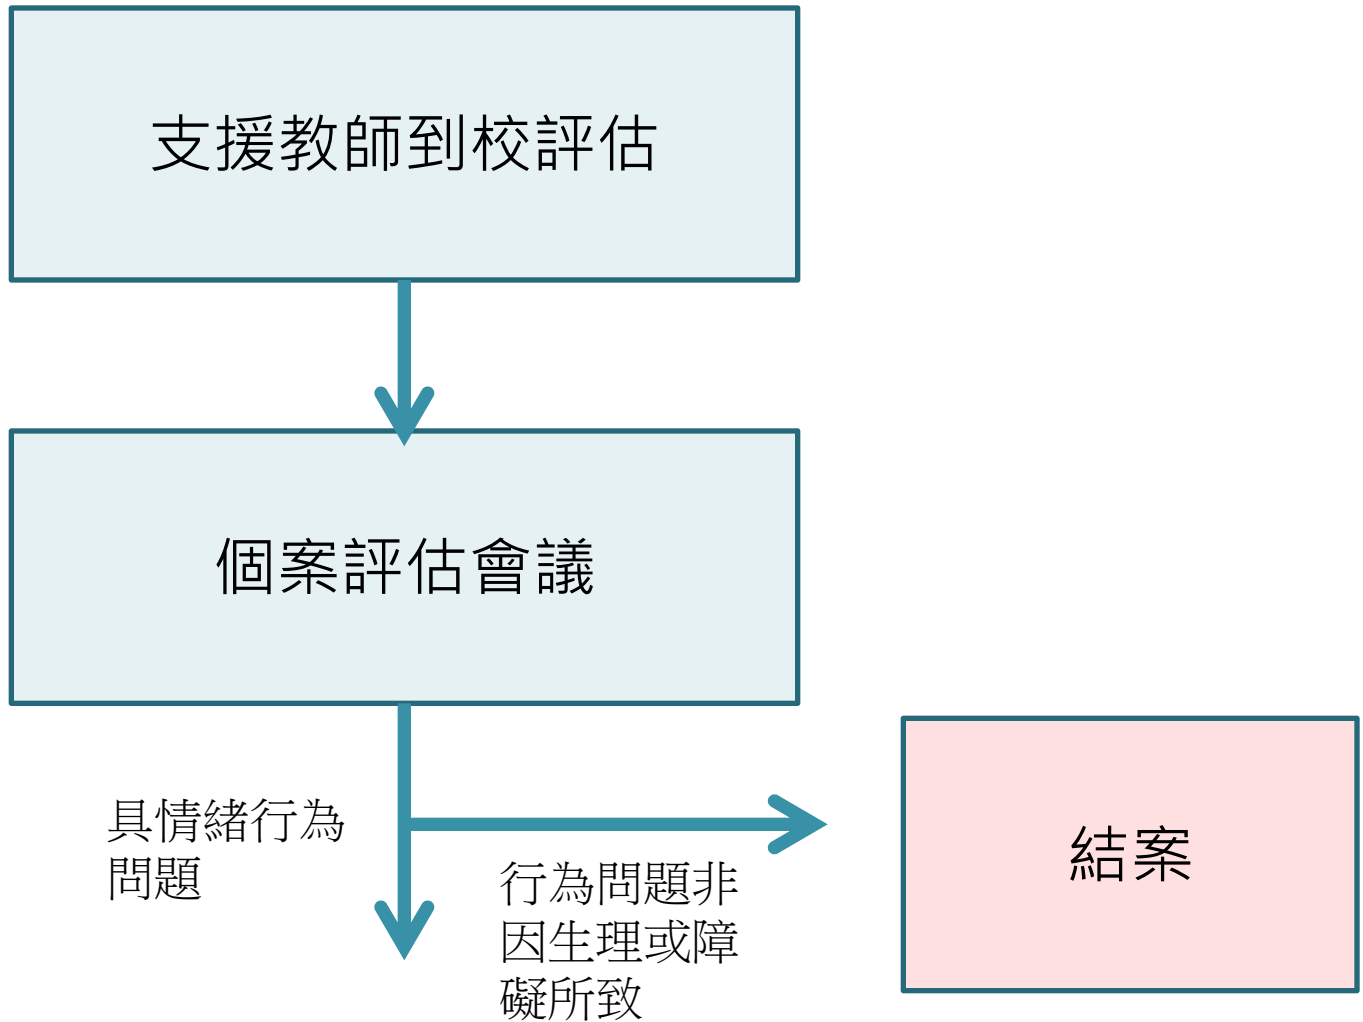 支援教師到校評估
個案評估會議
具情緒行為
問題
行為問題非
因生理或障
礙所致
結案